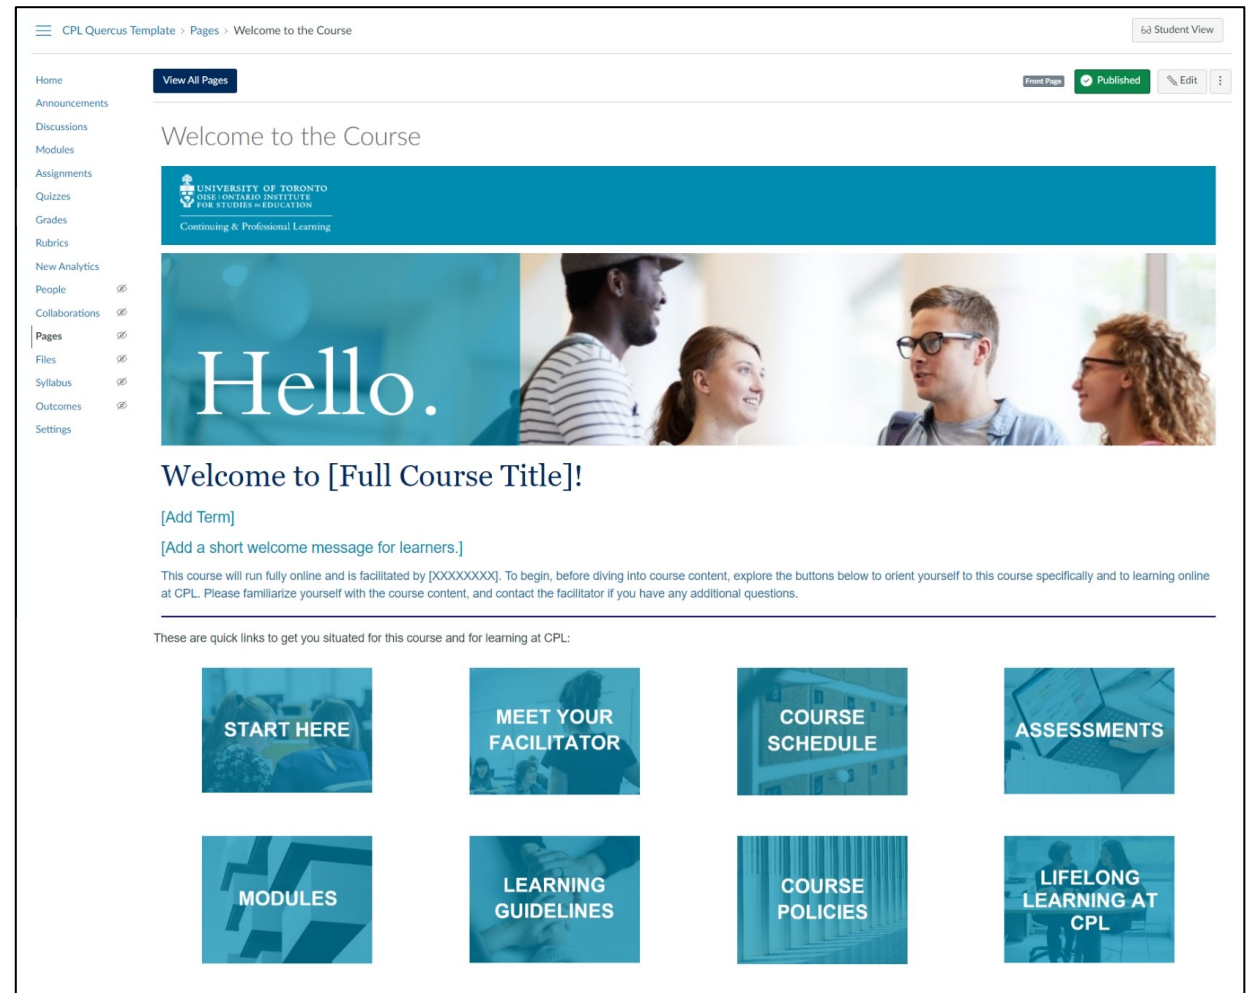 CPL Quercus Template > Pages > Welcome to the Course
Student View
Home
Announcements
Discussions
Modules
Assignments
Quizzes
Grades
Rubrics
New Analytics
People
Collaborations
Pages
Files
Syllabus
Outcomes
Settings
View All Pages
Front Page
Published
Edit
Welcome to the Course
UNIVERSITY OF TORONTO
OISE | ONTARIO INSTITUTE
FOR STUDIES IN EDUCATION
Continuing & Professional Learning
Hello.
Welcome to [Full Course Title]!
[Add Term]
[Add a short welcome message for learners.]
This course will run fully online and is facilitated by [XXXXXXXX]. To begin, before diving into course content, explore the buttons below to orient yourself to this course specifically and to learning online
at CPL. Please familiarize yourself with the course content, and contact the facilitator if you have any additional questions.
These are quick links to get you situated for this course and for learning at CPL:
START HERE
MEET YOUR
FACILITATOR
COURSE
SCHEDULE
ASSESSMENTS
MODULES
LEARNING
GUIDELINES
COURSE
POLICIES
LIFELONG
LEARNING AT
CPL